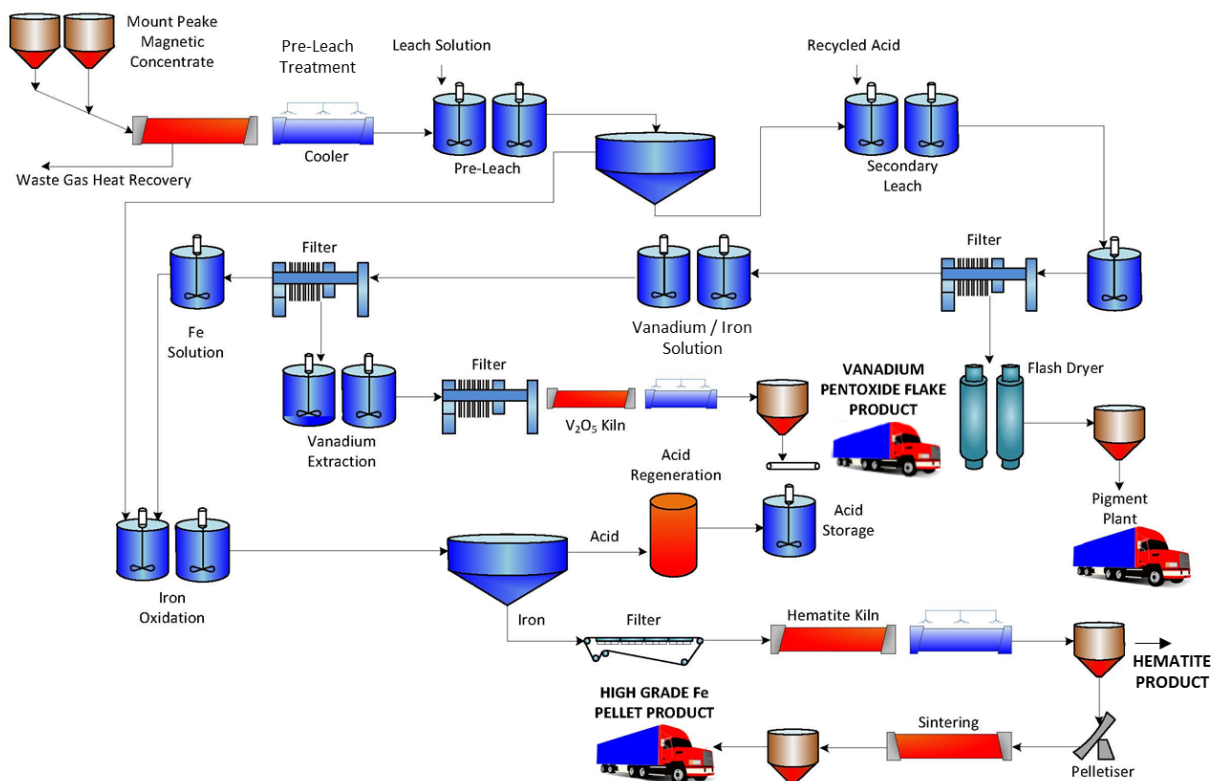 Mount Peake
Magnetic
Concentrate
Pre-Leach
Treatment
Leach Solution
Recycled Acid
Cooler
Pre-Leach
Secondary
Leach
Waste Gas Heat Recovery
Filter
Filter
Fe
Solution
Vanadium / Iron
Solution
Filter
VANADIUM
PENTOXIDE FLAKE
PRODUCT
Flash Dryer
V₂O₅ Kiln
Vanadium
Extraction
Acid
Regeneration
Pigment
Plant
Acid
Storage
Acid
Iron
Oxidation
Iron
Filter
Hematite Kiln
HEMATITE
PRODUCT
HIGH GRADE Fe
PELLET PRODUCT
Sintering
Pelletiser